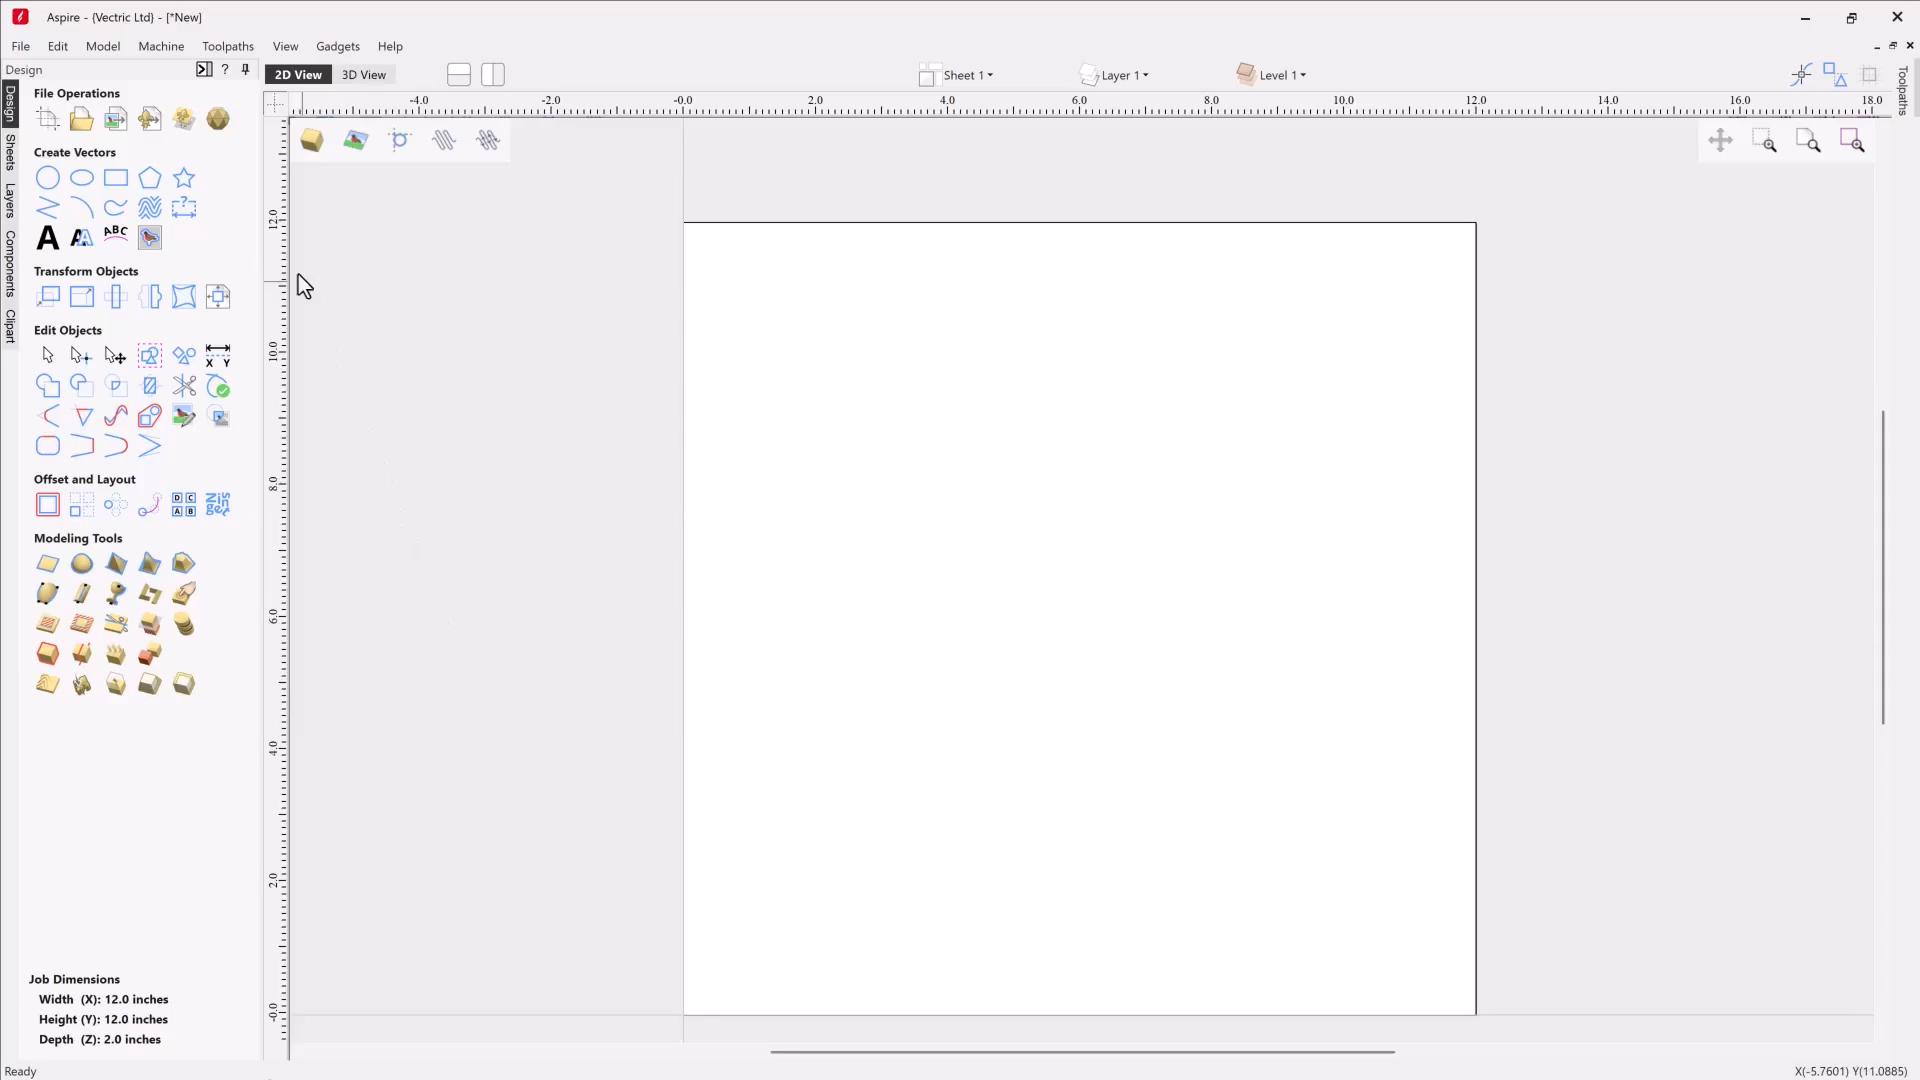 Aspire - {Vectric Ltd} - [*New]
File Edit Model Machine Toolpaths View Gadgets Help
Design
2D View 3D View
Sheet 1
Layer 1
Level 1
Toolpaths
Design
Sheets
Layers
Components
Clipart
File Operations
Create Vectors
A A ABC
Transform Objects
Edit Objects
X Y
Offset and Layout
D C
A B
Modeling Tools
Job Dimensions
Width (X): 12.0 inches
Height (Y): 12.0 inches
Depth (Z): 2.0 inches
-4.0 -2.0 -0.0 2.0 4.0 6.0 8.0 10.0 12.0 14.0 16.0 18.0
12.0
10.0
8.0
6.0
4.0
2.0
-0.0
Ready
X(-5.7601) Y(11.0885)